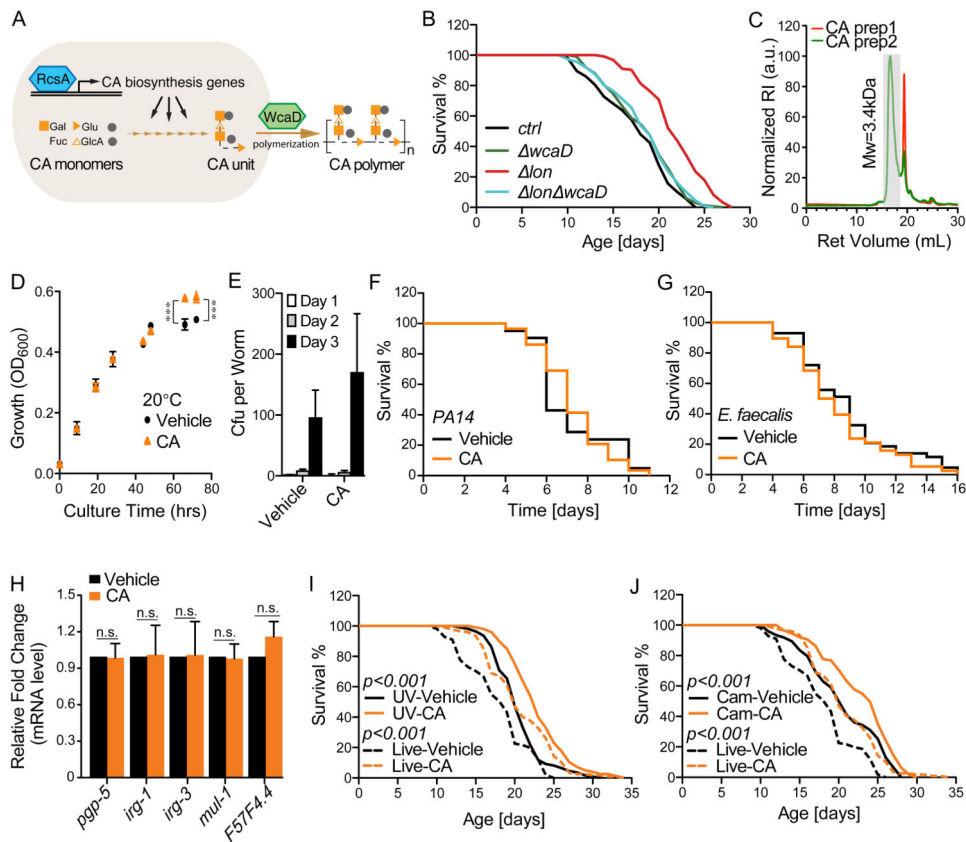 A
RcsA
CA biosynthesis genes
WcaD
polymerization
Gal Glu
Fuc GlcA
n
CA monomers
CA unit
CA polymer
B
Survival %
120
100
80
60
40
20
0
ctrl
ΔwcaD
Δlon
ΔlonΔwcaD
0 5 10 15 20 25 30
Age [days]
C
CA prep1
CA prep2
Normalized RI (a.u.)
120
100
80
60
40
20
0
Mw=3.4kDa
0 10 20 30
Ret Volume (mL)
D
Growth (OD600)
0.6
0.4
0.2
0.0
***
***
20°C
Vehicle
CA
0 20 40 60 80
Culture Time (hrs)
E
Cfu per Worm
300
200
100
0
Day 1
Day 2
Day 3
Vehicle
CA
F
Survival %
120
100
80
60
40
20
0
PA14
Vehicle
CA
0 2 4 6 8 10 12
Time [days]
G
Survival %
120
100
80
60
40
20
0
E. faecalis
Vehicle
CA
0 2 4 6 8 10 12 14 16
Time [days]
H
Vehicle
CA
Relative Fold Change
(mRNA level)
1.5
1.2
0.9
0.6
0.3
0
n.s. n.s. n.s. n.s. n.s.
pgp-5
irg-1
irg-3
mul-1
F57F4.4
I
Survival %
120
100
80
60
40
20
0
p<0.001
UV-Vehicle
UV-CA
p<0.001
Live-Vehicle
Live-CA
0 5 10 15 20 25 30 35
Age [days]
J
Survival %
120
100
80
60
40
20
0
p<0.001
Cam-Vehicle
Cam-CA
p<0.001
Live-Vehicle
Live-CA
0 5 10 15 20 25 30 35
Age [days]